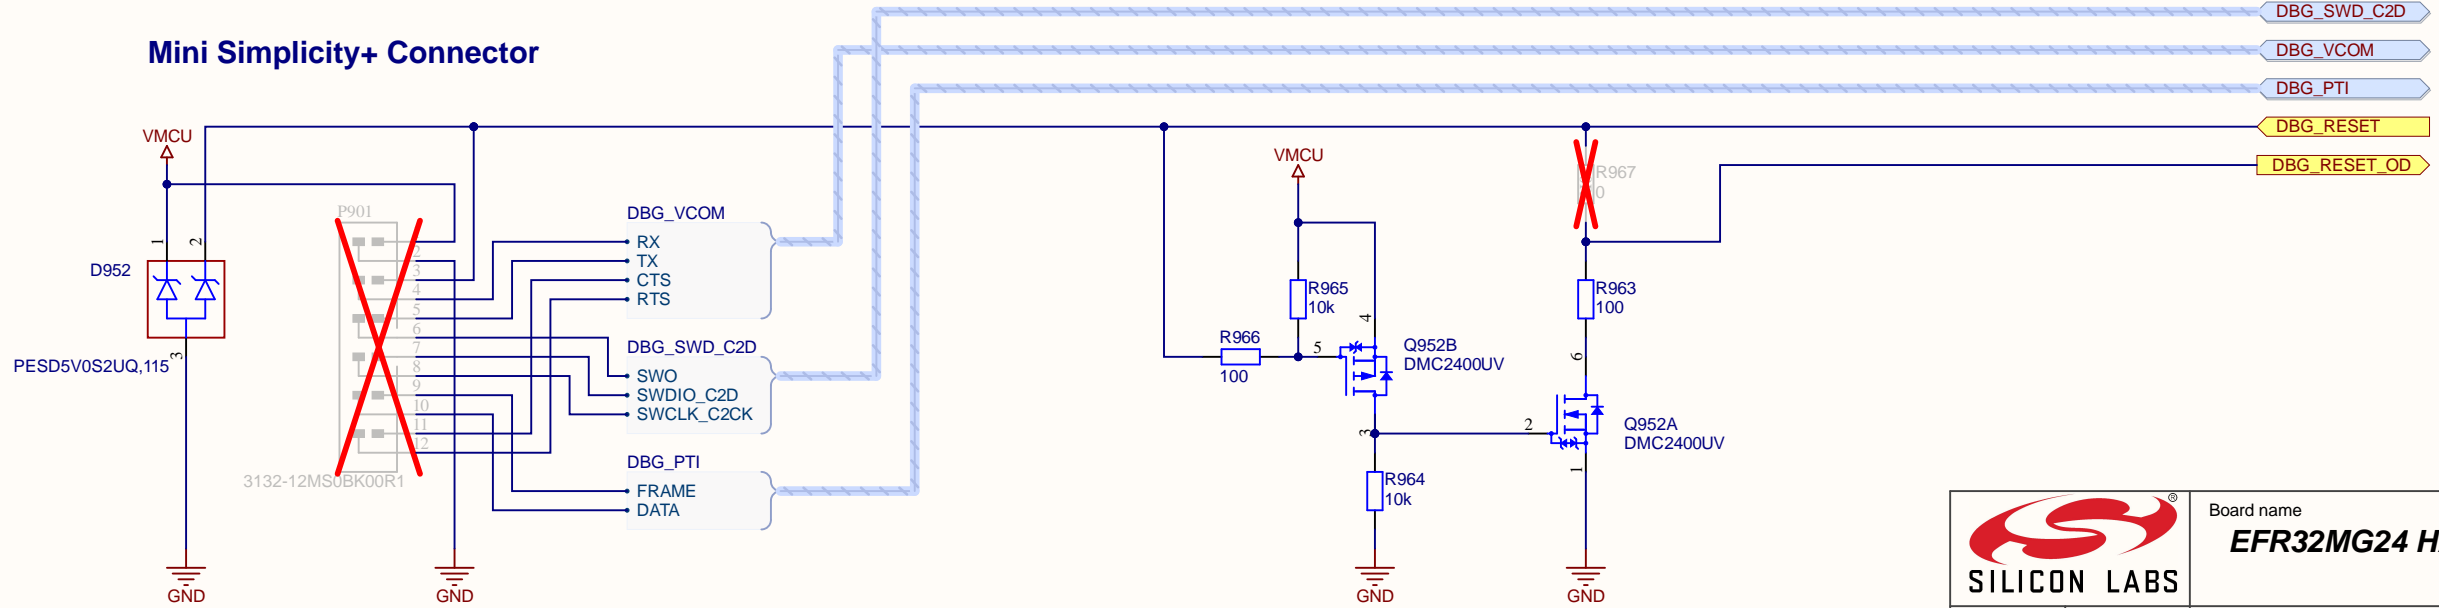 DBG_SWD_C2D
Mini Simplicity+ Connector
DBG_VCOM
DBG_PTI
DBG_RESET
VMCU
VMCU
DBG_RESET_OD
R967
0
P901
DBG_VCOM
1
2
RX
2
TX
D952
3
CTS
R965
10k
R963
100
4
RTS
5
4
6
R966
Q952B
DMC2400UV
DBG_SWD_C2D
7
5
6
3
PESD5V0S2UQ,115
8
SWO
100
9
SWDIO_C2D
10
SWCLK_C2CK
11
3
2
Q952A
DMC2400UV
12
DBG_PTI
1
3132-12MS0BK00R1
R964
10k
FRAME
DATA
®
Board name
EFR32MG24 H
SILICON LABS
GND
GND
GND
GND